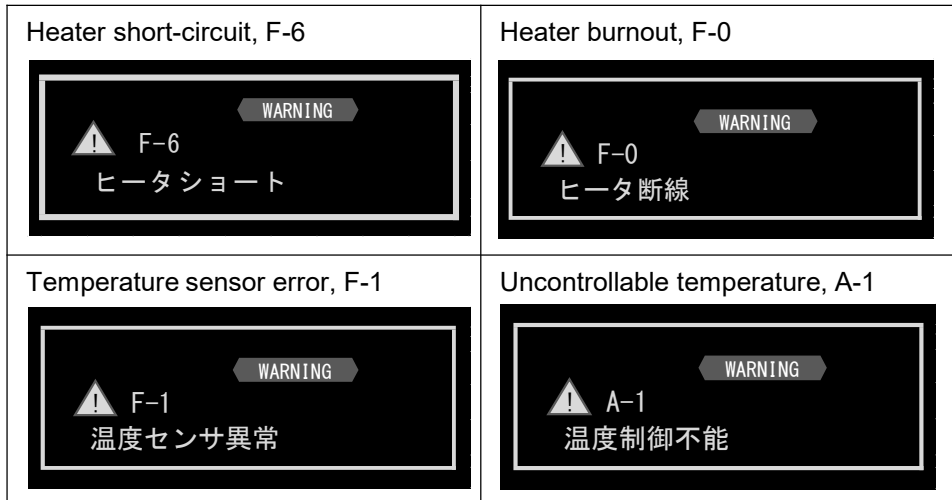 Heater short-circuit, F-6
WARNING
! F-6
ヒータショート
Heater burnout, F-0
WARNING
! F-0
ヒータ断線
Temperature sensor error, F-1
WARNING
! F-1
温度センサ異常
Uncontrollable temperature, A-1
WARNING
! A-1
温度制御不能